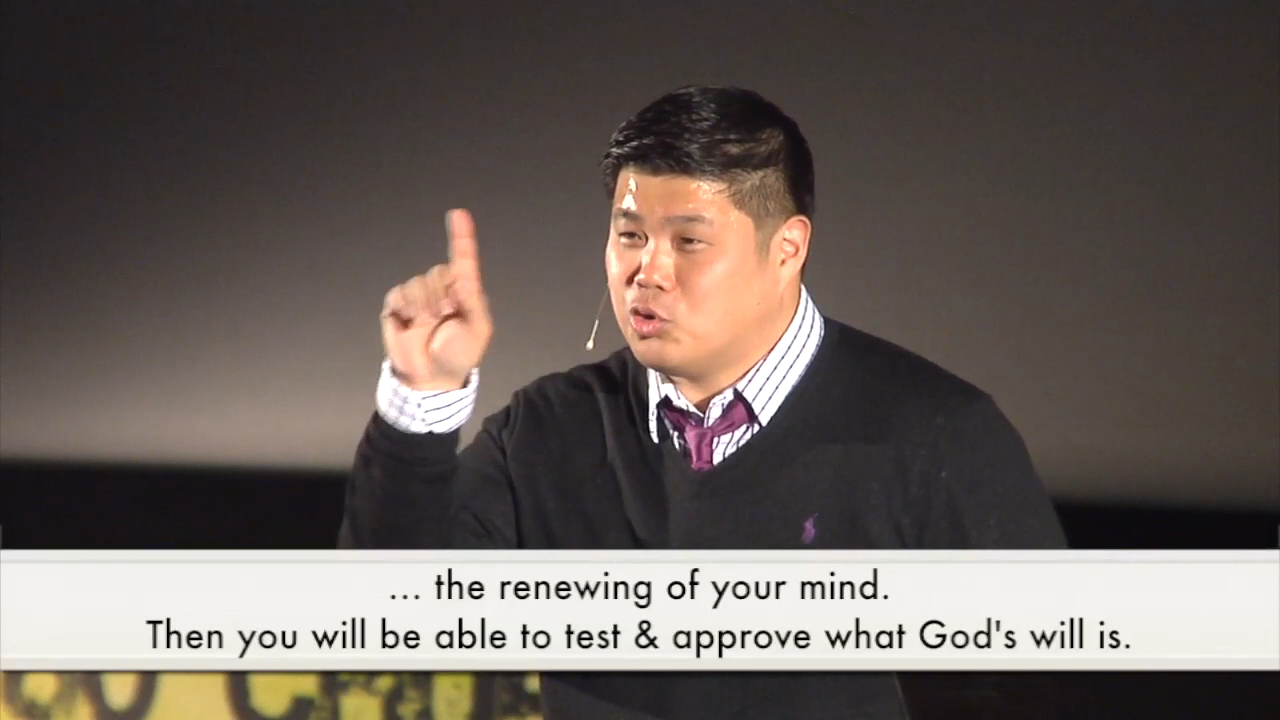 ... the renewing of your mind.
Then you will be able to test & approve what God's will is.